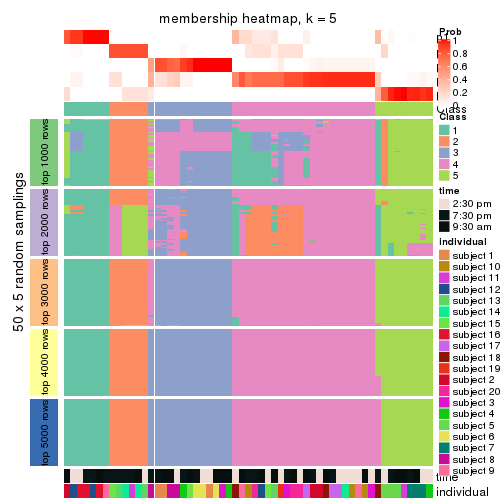 membership heatmap, k = 5
50 x 5 random samplings
top 1000 rows
top 2000 rows
top 3000 rows
top 4000 rows
top 5000 rows
Class
time
individual
Prob
1
0.8
0.6
0.4
0.2
0
Class
1
2
3
4
5
time
2:30 pm
7:30 pm
9:30 am
individual
subject 1
subject 10
subject 11
subject 12
subject 13
subject 14
subject 15
subject 16
subject 17
subject 18
subject 19
subject 2
subject 20
subject 3
subject 4
subject 5
subject 6
subject 7
subject 8
subject 9